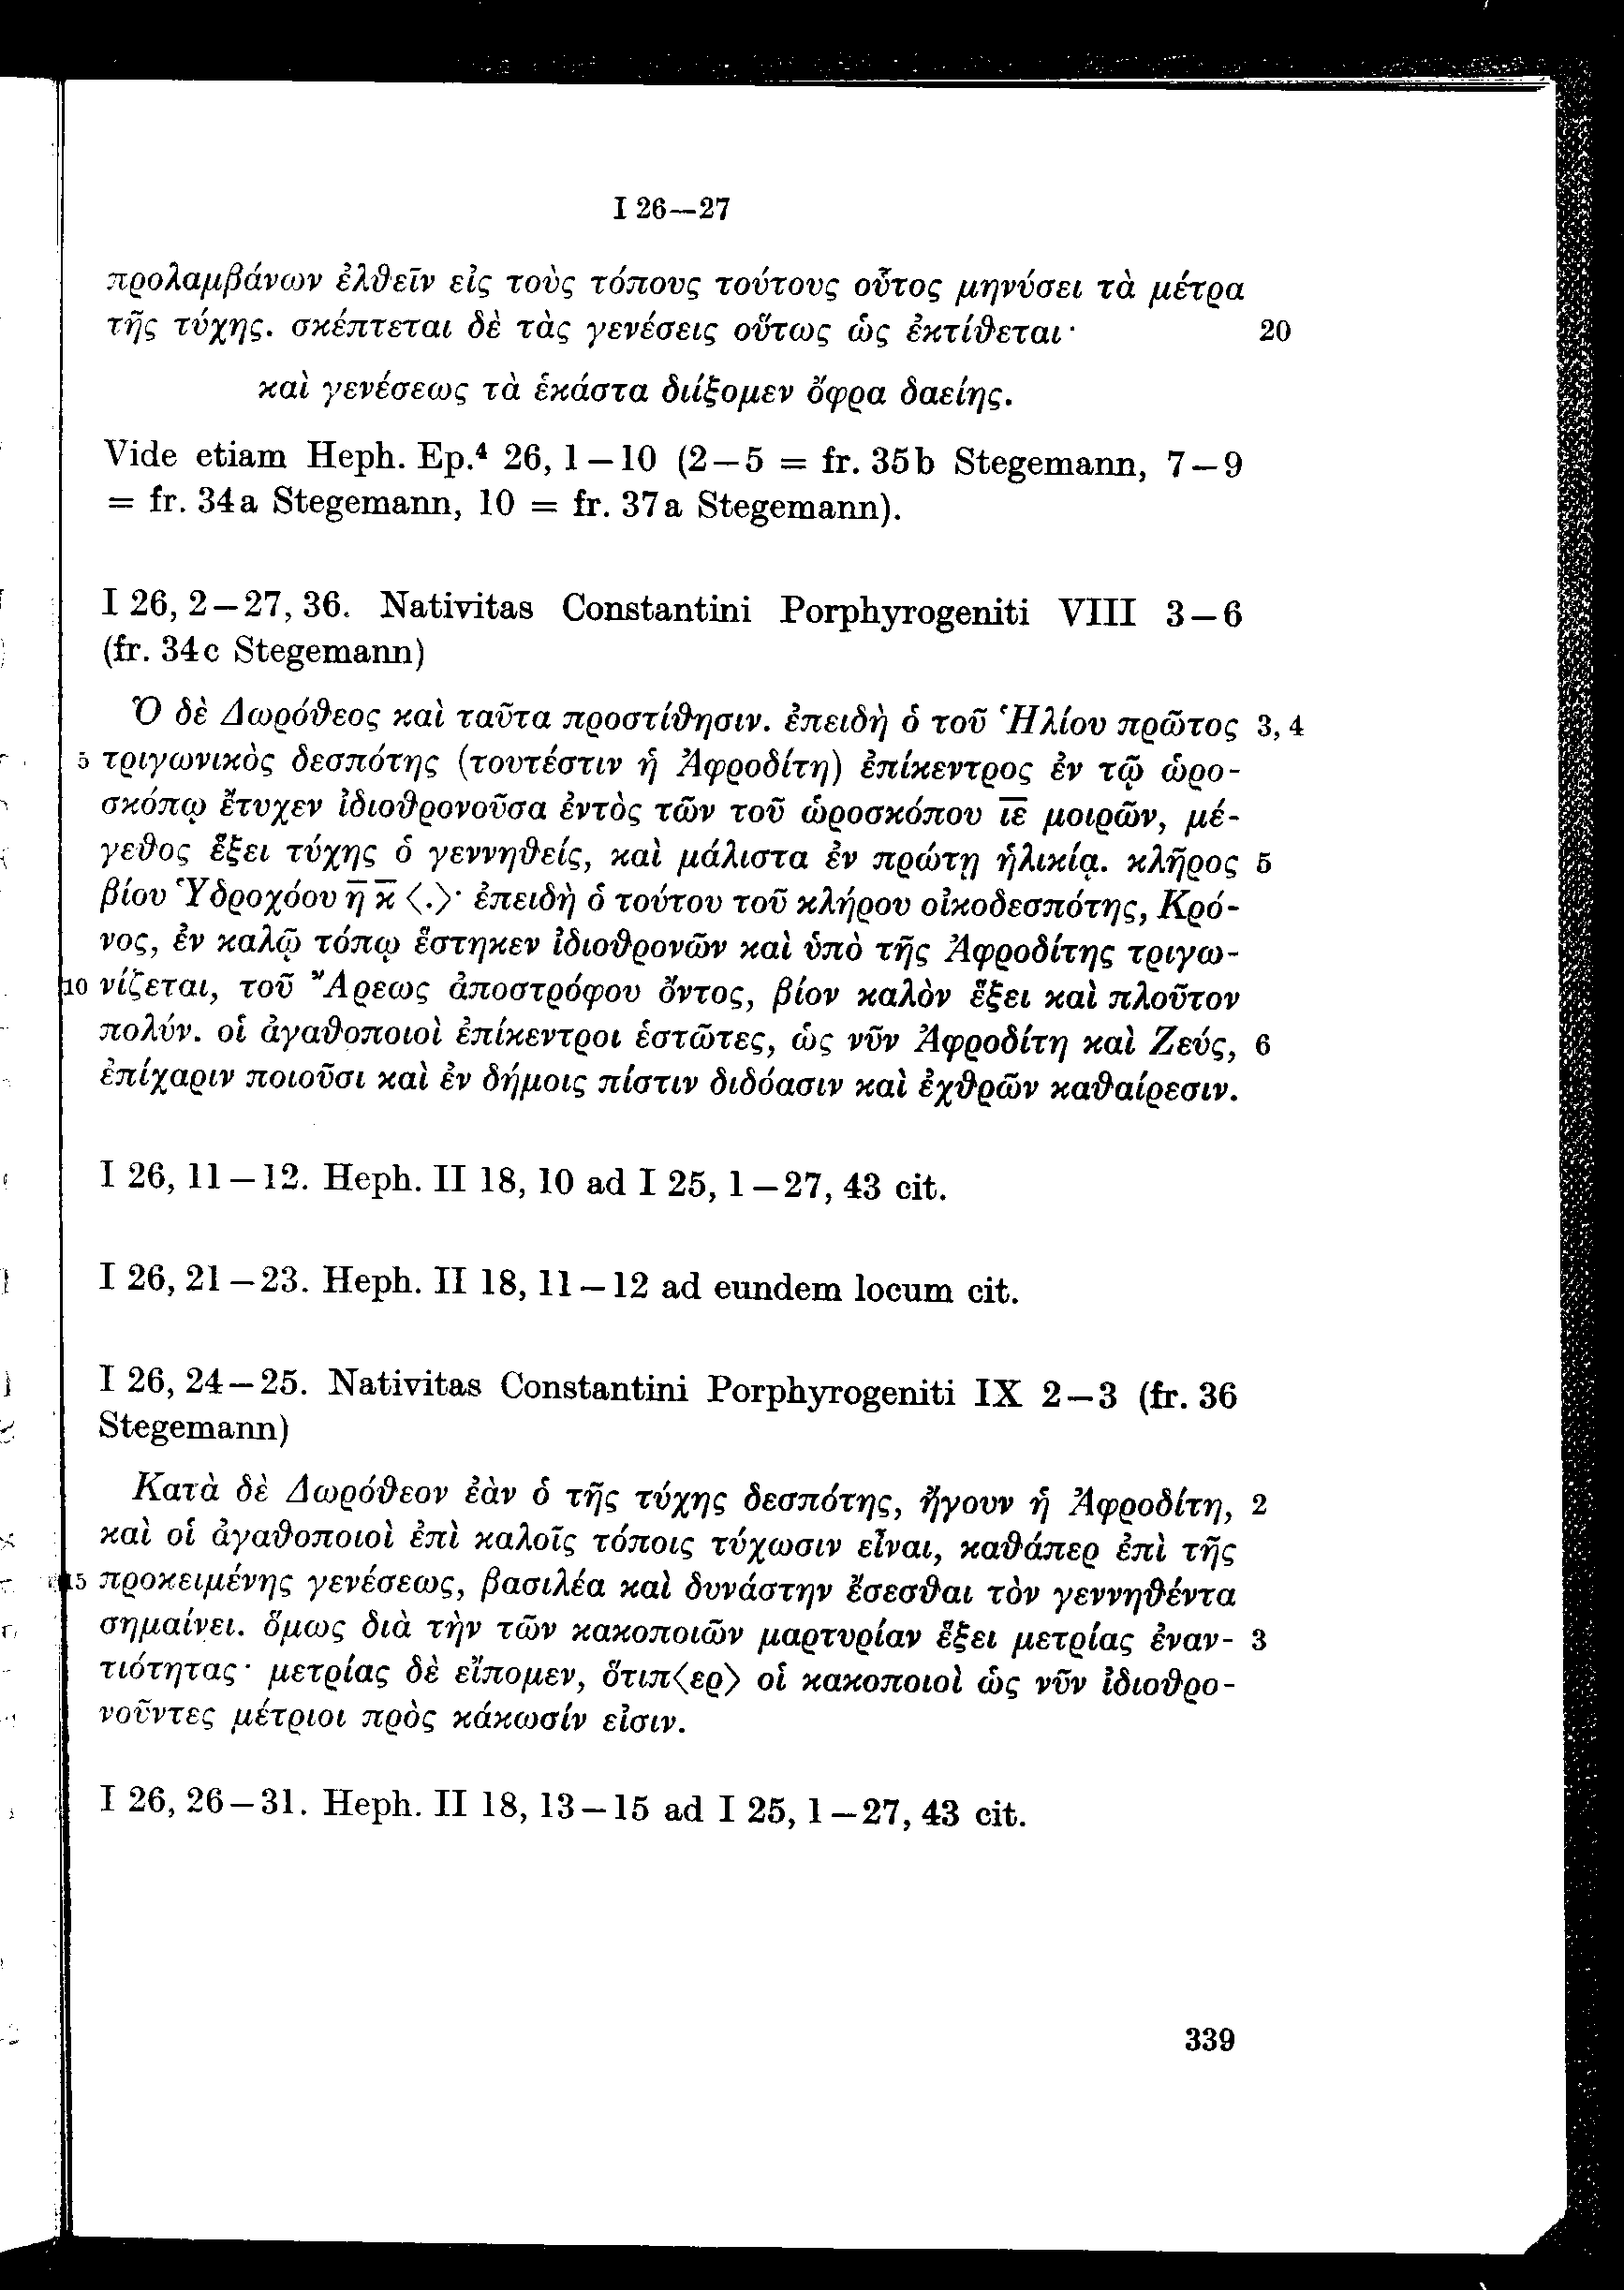 I 26—27
προλαμβάνων ἐλθεῖν εἰς τοὺς τόπους τούτους οὗτος μηνύσει τὰ μέτρα
τῆς τύχης. σκέπτεται δὲ τὰς γενέσεις οὕτως ὡς ἐκτίθεται· 20
καὶ γενέσεως τὰ ἑκάστα διίξομεν ὄφρα δαείης.
Vide etiam Heph. Ep.⁴ 26, 1—10 (2—5 = fr. 35b Stegemann, 7—9
= fr. 34a Stegemann, 10 = fr. 37a Stegemann).
I 26, 2—27, 36. Nativitas Constantini Porphyrogeniti VIII 3—6
(fr. 34c Stegemann)
Ὁ δὲ Δωρόθεος καὶ ταῦτα προστίθησιν. ἐπειδὴ ὁ τοῦ Ἡλίου πρῶτος 3, 4
5 τριγωνικὸς δεσπότης (τουτέστιν ἡ Ἀφροδίτη) ἐπίκεντρος ἐν τῷ ὡρο-
σκόπῳ ἔτυχεν ἰδιοθρονοῦσα ἐντὸς τῶν τοῦ ὡροσκόπου ι̅ε̅ μοιρῶν, μέ-
γεθος ἕξει τύχης ὁ γεννηθείς, καὶ μάλιστα ἐν πρώτῃ ἡλικίᾳ. κλῆρος 5
βίου Ὑδροχόου η̅ κ̅ <.>· ἐπειδὴ ὁ τούτου τοῦ κλήρου οἰκοδεσπότης, Κρό-
νος, ἐν καλῷ τόπῳ ἕστηκεν ἰδιοθρονῶν καὶ ὑπὸ τῆς Ἀφροδίτης τριγω-
10 νίζεται, τοῦ Ἄρεως ἀποστρόφου ὄντος, βίον καλὸν ἕξει καὶ πλοῦτον
πολύν. οἱ ἀγαθοποιοὶ ἐπίκεντροι ἑστῶτες, ὡς νῦν Ἀφροδίτη καὶ Ζεύς, 6
ἐπίχαριν ποιοῦσι καὶ ἐν δήμοις πίστιν διδόασιν καὶ ἐχθρῶν καθαίρεσιν.
I 26, 11—12. Heph. II 18, 10 ad I 25, 1—27, 43 cit.
I 26, 21—23. Heph. II 18, 11—12 ad eundem locum cit.
I 26, 24—25. Nativitas Constantini Porphyrogeniti IX 2—3 (fr. 36
Stegemann)
Κατὰ δὲ Δωρόθεον ἐὰν ὁ τῆς τύχης δεσπότης, ἤγουν ἡ Ἀφροδίτη, 2
καὶ οἱ ἀγαθοποιοὶ ἐπὶ καλοῖς τόποις τύχωσιν εἶναι, καθάπερ ἐπὶ τῆς
15 προκειμένης γενέσεως, βασιλέα καὶ δυνάστην ἔσεσθαι τὸν γεννηθέντα
σημαίνει. ὅμως διὰ τὴν τῶν κακοποιῶν μαρτυρίαν ἕξει μετρίας ἐναν- 3
τιότητας· μετρίας δὲ εἴπομεν, ὅτιπ<ερ> οἱ κακοποιοὶ ὡς νῦν ἰδιοθρο-
νοῦντες μέτριοι πρὸς κάκωσίν εἰσιν.
I 26, 26—31. Heph. II 18, 13—15 ad I 25, 1—27, 43 cit.
339